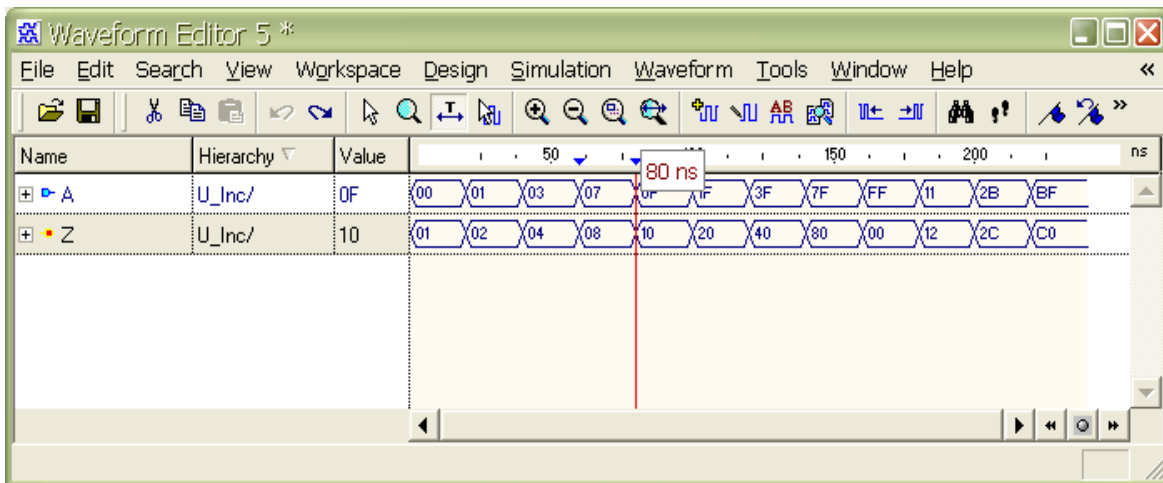 Waveform Editor 5 *
File Edit Search View Workspace Design Simulation Waveform Tools Window Help
Name Hierarchy Value 50 150 200 ns
80 ns
A U_Inc/ 0F 00 01 03 07 0F 1F 3F 7F FF 11 2B BF
Z U_Inc/ 10 01 02 04 08 10 20 40 80 00 12 2C C0